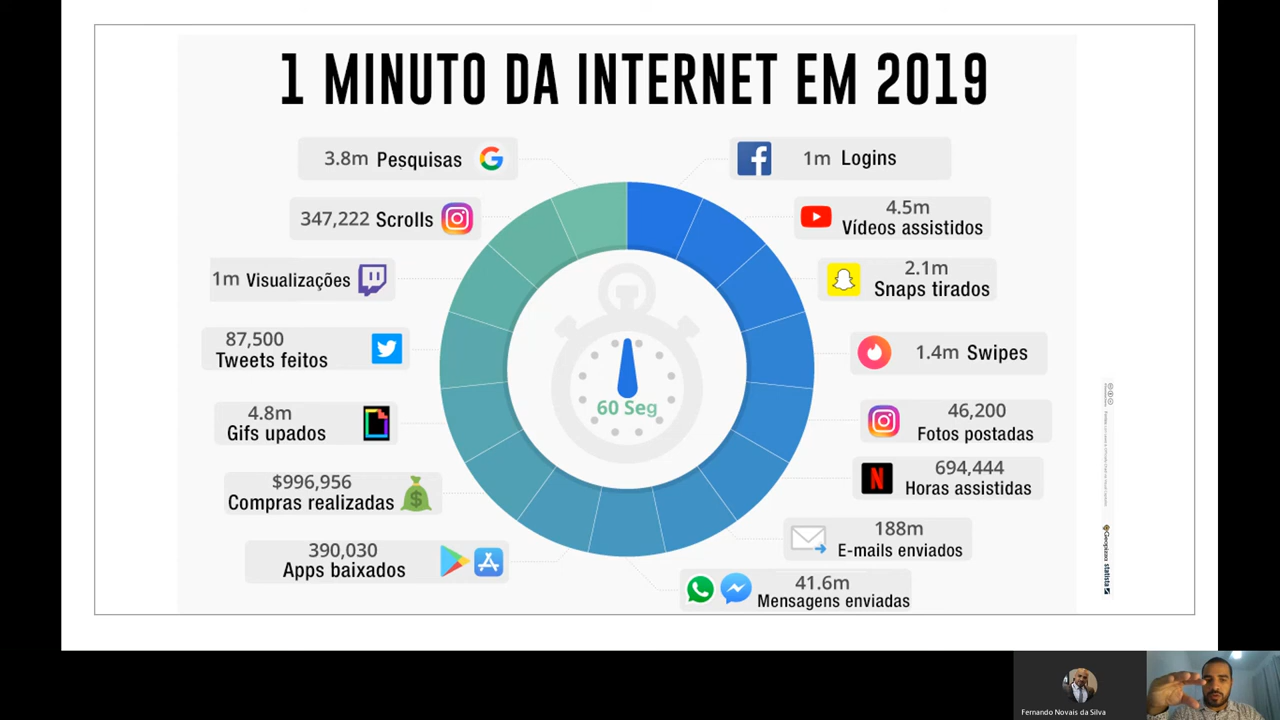 1 MINUTO DA INTERNET EM 2019
3.8m Pesquisas
1m Logins
347,222 Scrolls
4.5m
Vídeos assistidos
1m Visualizações
2.1m
Snaps tirados
87,500
Tweets feitos
1.4m Swipes
60 Seg
4.8m
Gifs upados
46,200
Fotos postadas
$996,956
Compras realizadas
694,444
Horas assistidas
390,030
Apps baixados
188m
E-mails enviados
41.6m
Mensagens enviadas
statista
Fernando Novais da Silva